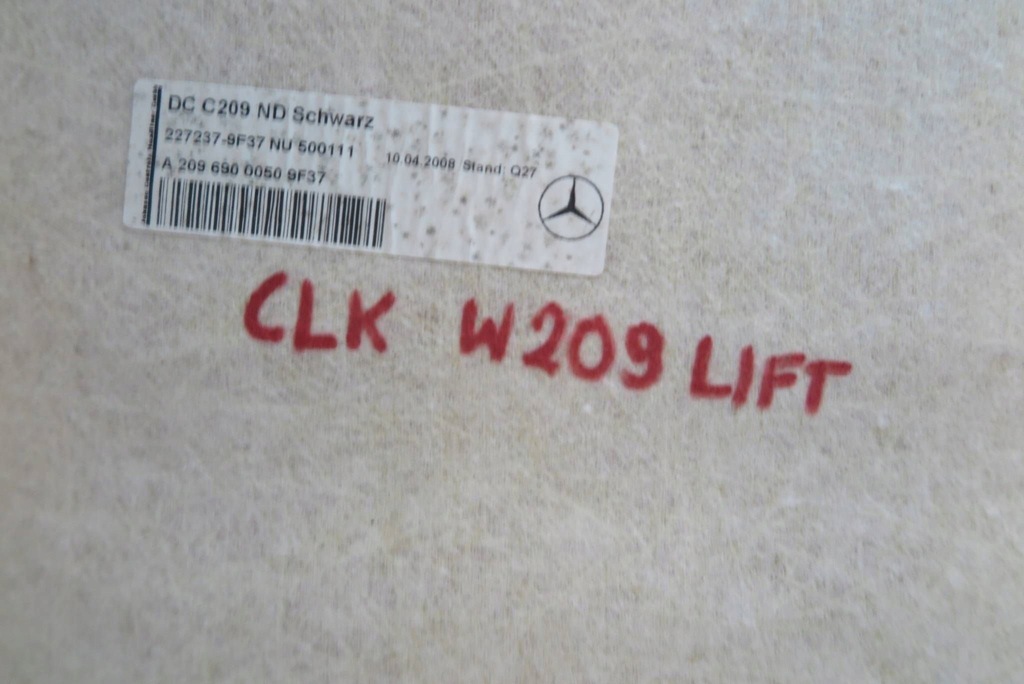 DC C209 ND Schwarz
227237-9F37 NU 500111
10.04.2008 Stand: Q27
A 209 690 0050 9F37
CLK W209 LIFT